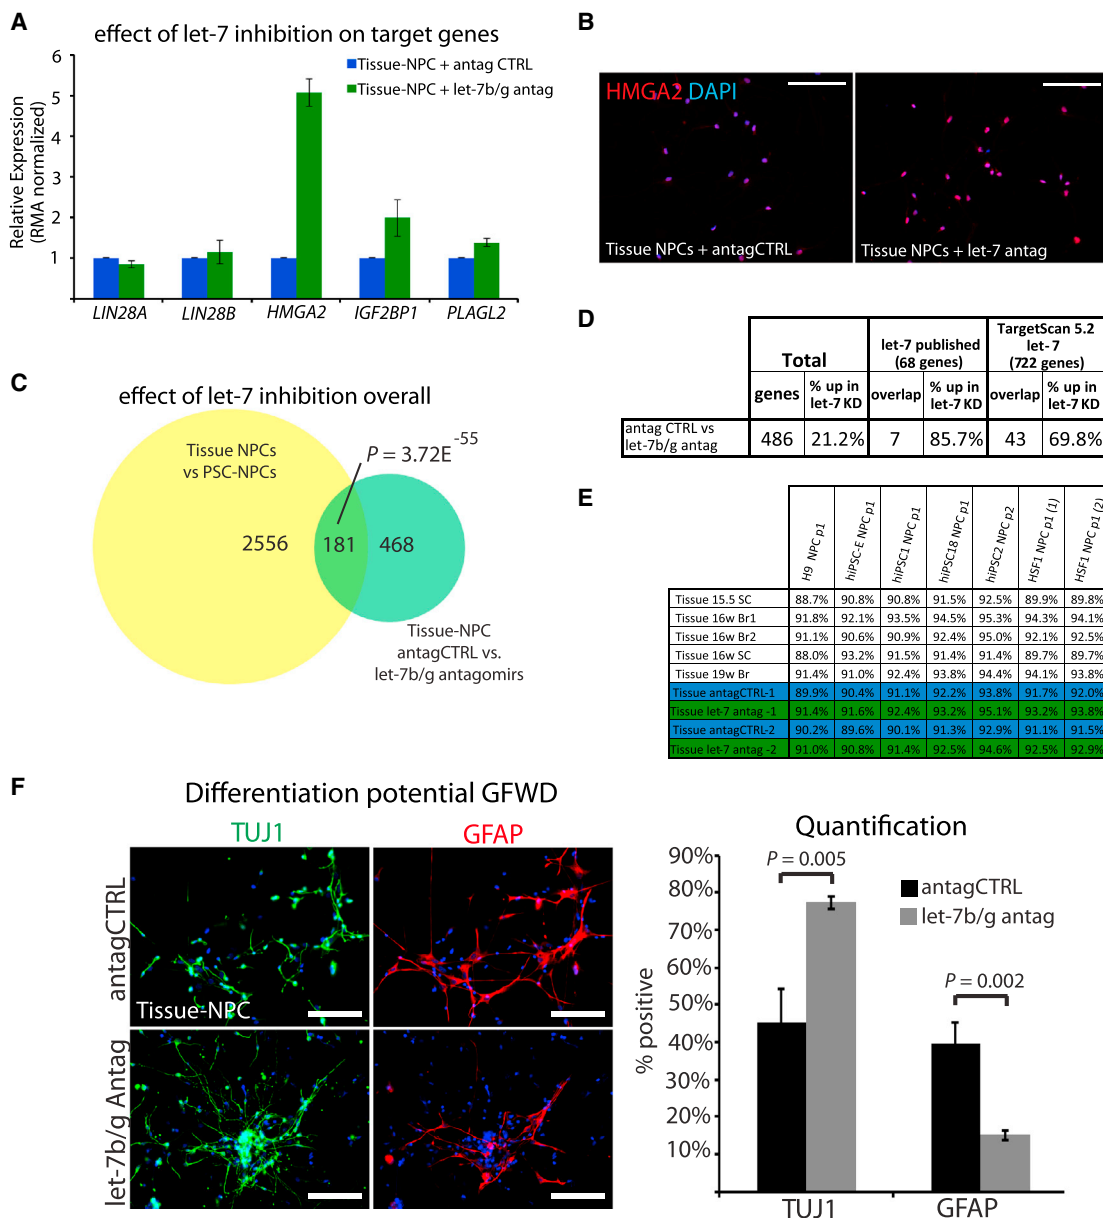 A
effect of let-7 inhibition on target genes
Relative Expression
(RMA normalized)
6
5
4
3
2
1
Tissue-NPC + antag CTRL
Tissue-NPC + let-7b/g antag
LIN28A LIN28B HMGA2 IGF2BP1 PLAGL2
B
HMGA2 DAPI
Tissue NPCs + antagCTRL
Tissue NPCs + let-7 antag
C
effect of let-7 inhibition overall
Tissue NPCs
vs PSC-NPCs
P = 3.72E-55
2556 181 468
Tissue-NPC
antagCTRL vs.
let-7b/g antagomirs
D
Total
let-7 published
(68 genes)
TargetScan 5.2
let-7
(722 genes)
genes
% up in
let-7 KD
overlap
% up in
let-7 KD
overlap
% up in
let-7 KD
antag CTRL vs
let-7b/g antag
486 21.2% 7 85.7% 43 69.8%
E
H9 NPC p1
hiPSC-E NPC p1
hiPSC1 NPC p1
hiPSC18 NPC p1
hiPSC2 NPC p2
HSF1 NPC p1 (1)
HSF1 NPC p1 (2)
Tissue 15.5 SC 88.7% 90.8% 90.8% 91.5% 92.5% 89.9% 89.8%
Tissue 16w Br1 91.8% 92.1% 93.5% 94.5% 95.3% 94.3% 94.1%
Tissue 16w Br2 91.1% 90.6% 90.9% 92.4% 95.0% 92.1% 92.5%
Tissue 16w SC 88.0% 93.2% 91.5% 91.4% 91.4% 89.7% 89.7%
Tissue 19w Br 91.4% 91.0% 92.4% 93.8% 94.4% 94.1% 93.8%
Tissue antagCTRL-1 89.9% 90.4% 91.1% 92.2% 93.8% 91.7% 92.0%
Tissue let-7 antag -1 91.4% 91.6% 92.4% 93.2% 95.1% 93.2% 93.8%
Tissue antagCTRL-2 90.2% 89.6% 90.1% 91.3% 92.9% 91.1% 91.5%
Tissue let-7 antag -2 91.0% 90.8% 91.4% 92.5% 94.6% 92.5% 92.9%
F
Differentiation potential GFWD
TUJ1
GFAP
antagCTRL
Tissue-NPC
let-7b/g Antag
Quantification
% positive
90%
80%
70%
60%
50%
40%
30%
20%
10%
P = 0.005
antagCTRL
let-7b/g antag
P = 0.002
TUJ1 GFAP